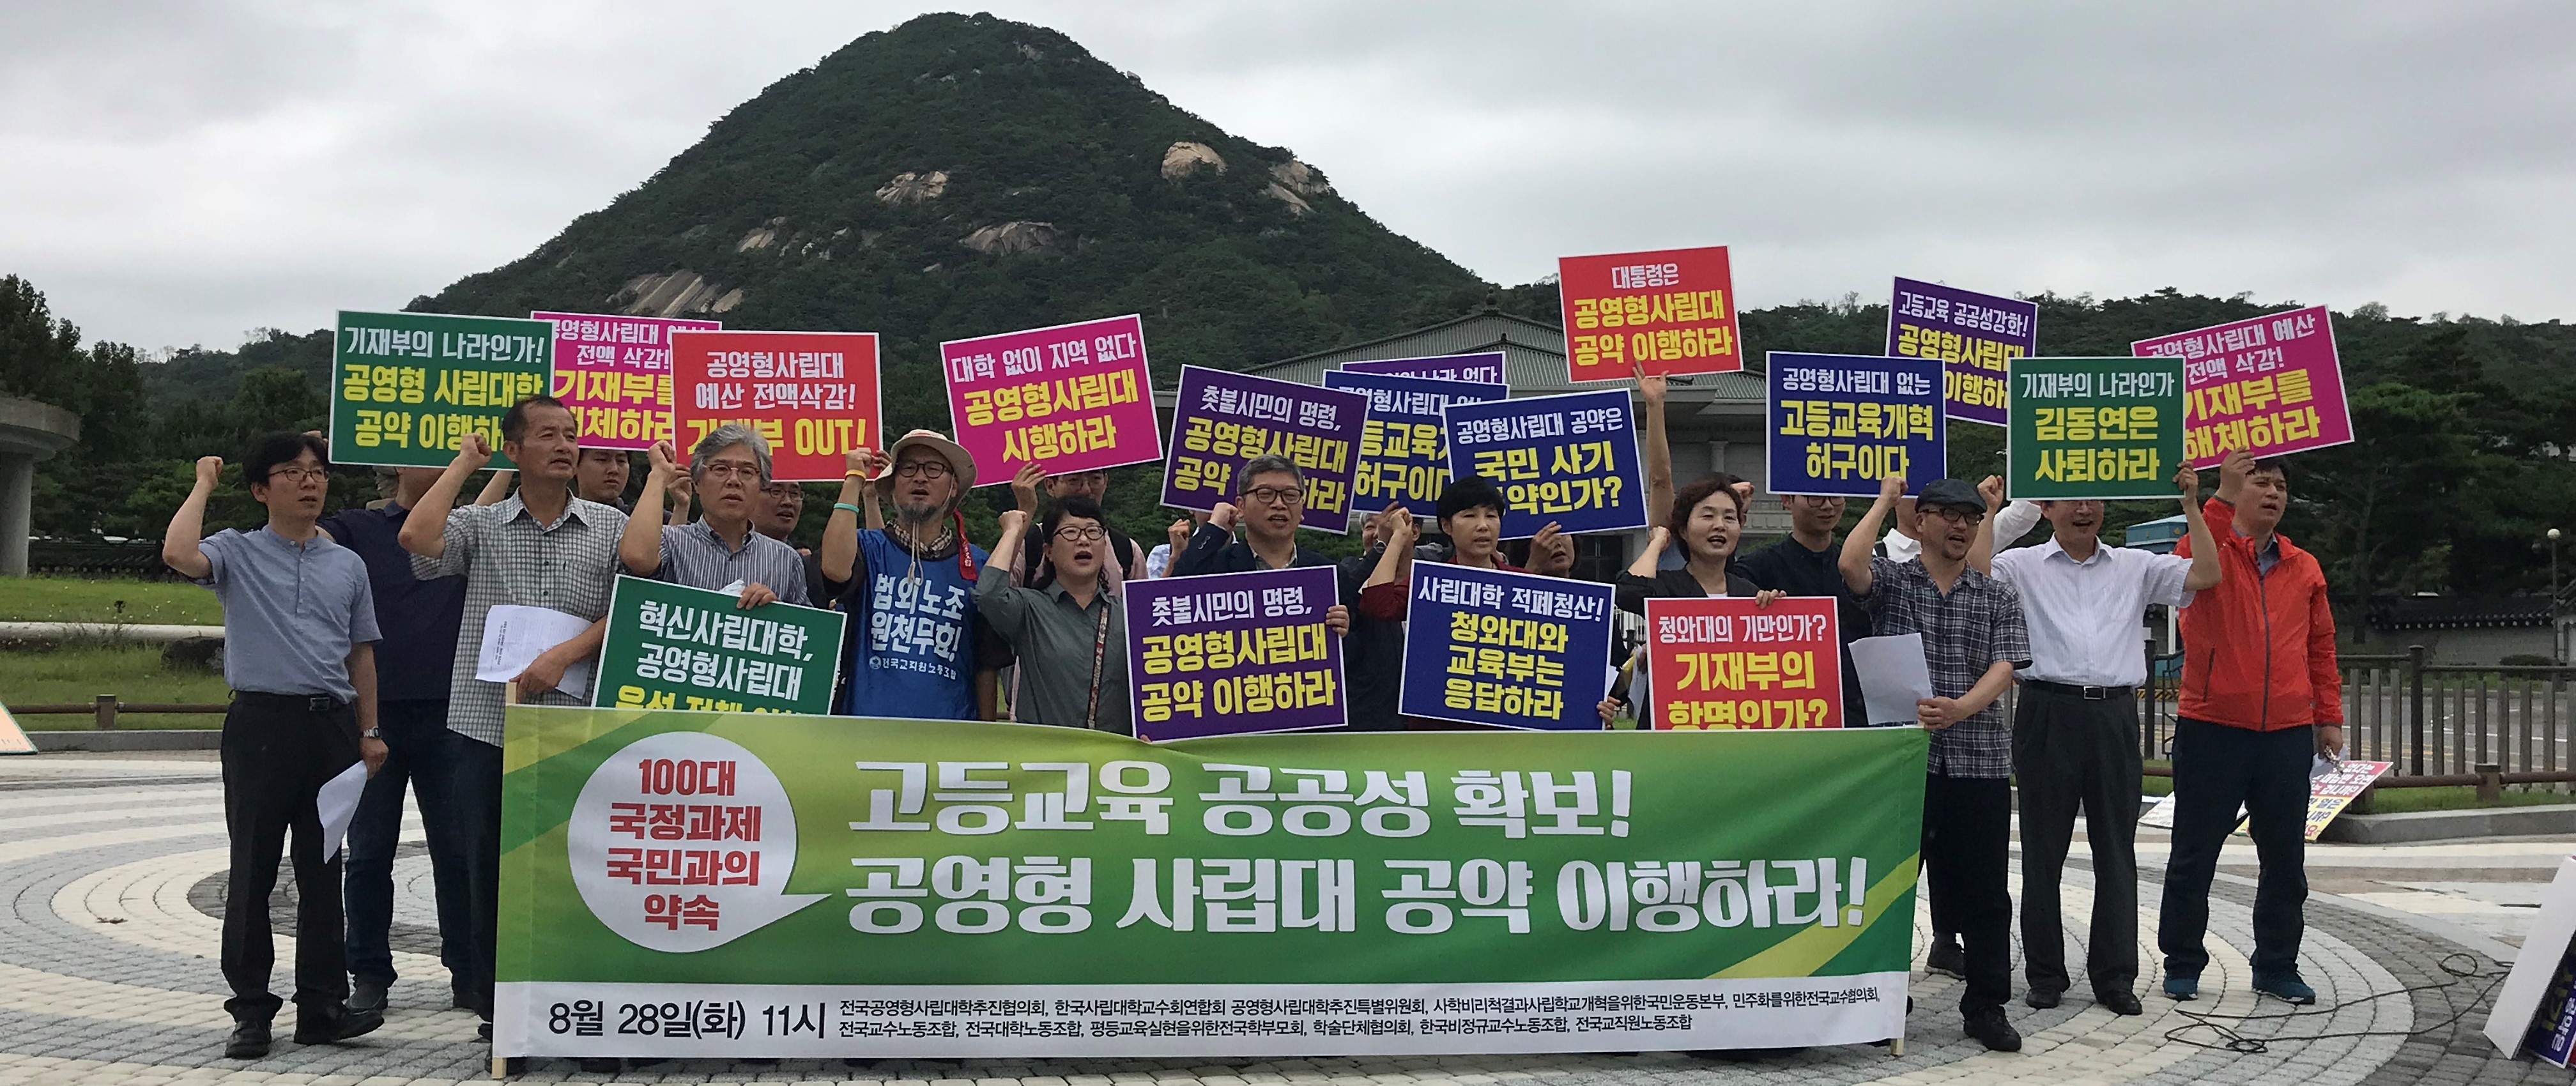 기재부의 나라인가!
공영형 사립대학
공약
공영형사립대
전액 삭감!
기재부를
해체하라
공영형사립대
예산 전액삭감!
기재부 OUT!
대학 없이 지역 없다
공영형사립대
시행하라
촛불시민의 명령,
공영형사립대
공약
공영형사립대
허구이다
공영형사립대 공약은
국민 사기
대통령은
공영형사립대
공약 이행하라
공영형사립대 없는
고등교육개혁
허구이다
고등교육 공공성강화!
공영형사립대
기재부의 나라인가
김동연은
사퇴하라
공영형사립대 예산
전액 삭감!
기재부를
해체하라
법외노조
원천무효!
전국교직원노동조합
혁신사립대학,
공영형사립대
촛불시민의 명령,
공영형사립대
공약 이행하라
사립대학 적폐청산!
청와대와
교육부는
응답하라
청와대의 기만인가?
기재부의
항명인가?
100대
국정과제
국민과의
약속
고등교육 공공성 확보!
공영형 사립대 공약 이행하라!
8월 28일(화) 11시
전국공영형사립대학추진협의회, 한국사립대학교수회연합회 공영형사립대학추진특별위원회, 사학비리척결과사립학교개혁을위한국민운동본부, 민주화를위한전국교수협의회,
전국교수노동조합, 전국대학노동조합, 평등교육실현을위한전국학부모회, 학술단체협의회, 한국비정규교수노동조합, 전국교직원노동조합